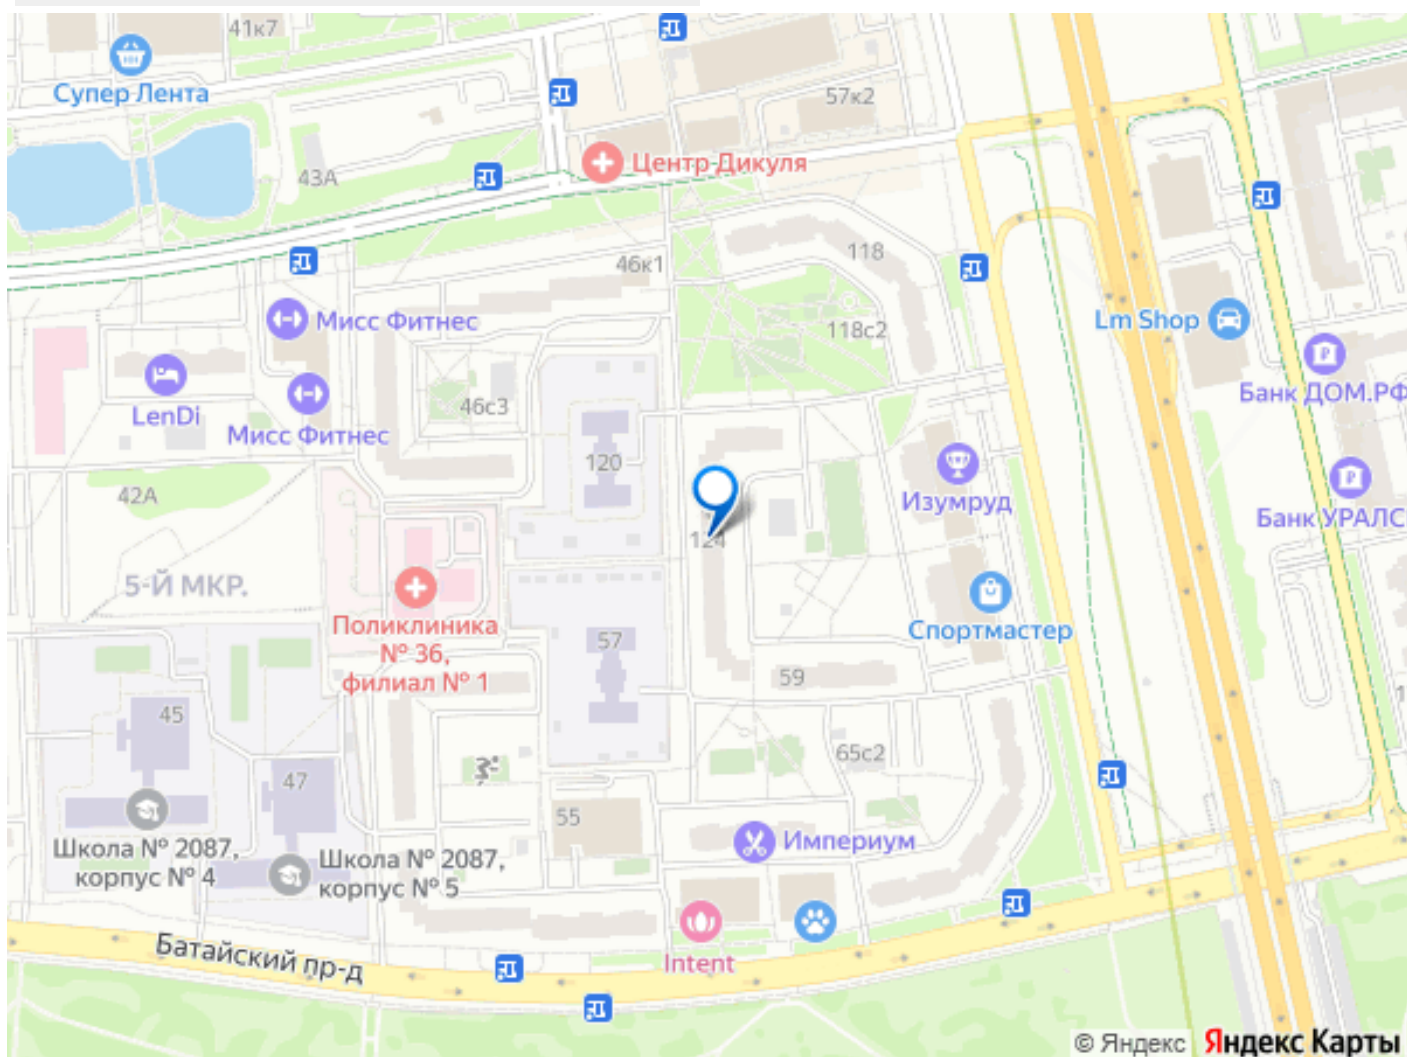 41к7
Супер Лента
57к2
Центр Дикуля
43А
118
46к1
Мисс Фитнес
118с2
Lm Shop
LenDi
46с3
Мисс Фитнес
Банк ДОМ.РФ
120
42А
Изумруд
Банк УРАЛС
124
5-Й МКР.
Поликлиника
№ 36,
филиал № 1
57
Спортмастер
59
45
65с2
47
55
Империум
Школа № 2087,
корпус № 4
Школа № 2087,
корпус № 5
Батайский пр-д
Intent
© Яндекс Яндекс Карты